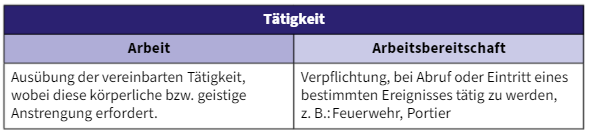 Tätigkeit
Arbeit
Arbeitsbereitschaft
Ausübung der vereinbarten Tätigkeit,
wobei diese körperliche bzw. geistige
Anstrengung erfordert.
Verpflichtung, bei Abruf oder Eintritt eines
bestimmten Ereignisses tätig zu werden,
z. B.: Feuerwehr, Portier